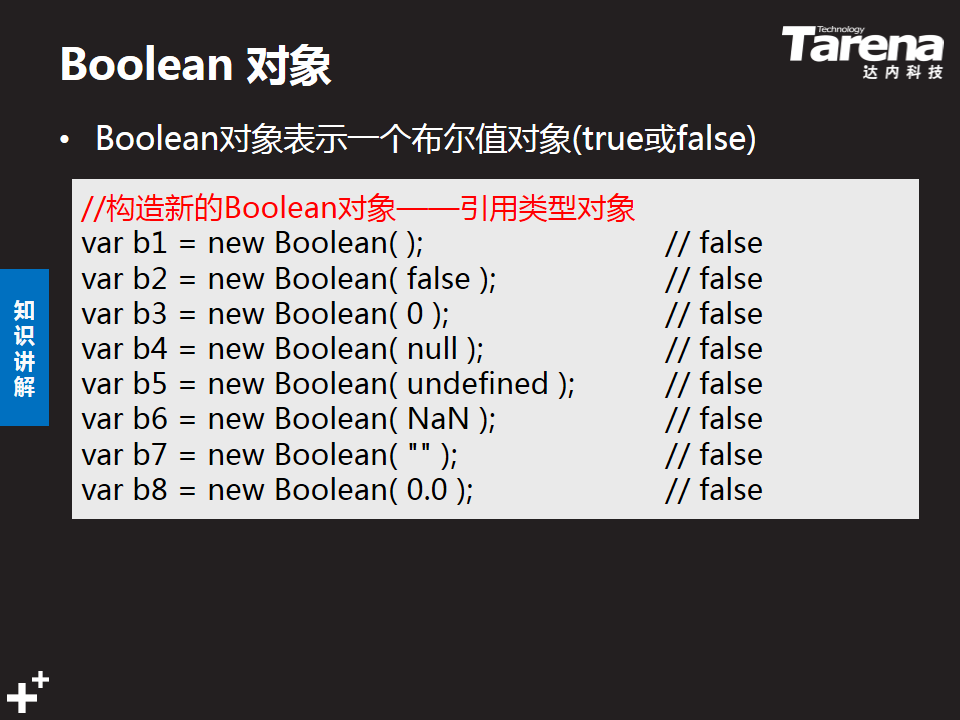 Boolean 对象
Technology
Tarena
达内科技
• Boolean对象表示一个布尔值对象(true或false)
//构造新的Boolean对象——引用类型对象
var b1 = new Boolean( ); // false
var b2 = new Boolean( false ); // false
var b3 = new Boolean( 0 ); // false
var b4 = new Boolean( null ); // false
var b5 = new Boolean( undefined ); // false
var b6 = new Boolean( NaN ); // false
var b7 = new Boolean( "" ); // false
var b8 = new Boolean( 0.0 ); // false
知识讲解